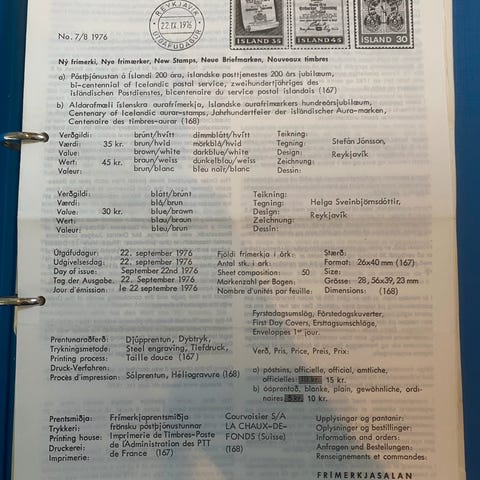 No. 7/8 1976
REYKJAVÍK
22.IX.1976
ÚTGÁFUDAGUR
ÍSLAND 35
ÍSLAND 45
ÍSLAND 30
Ný frímerki, Nye frimærker, New Stamps, Neue Briefmarken, Nouveaux timbres
a) Póstþjónustan á Íslandi 200 ára, islandske posttjenestes 200 års jubilæum,
bi-centennial of Icelandic postal service, zweihundertjähriges des
isländischen Postdienstes, bicentenaire du service postal islandais (167)
b) Aldarafmæli íslenskra aurafrímerkja, Islandske aurafrimærkers hundreårsjubilæum,
Centenary of Icelandic aurar-stamps, Jahrhundertfeier der isländischer Aura-marken,
Centenaire des timbres-aurar (168)
Verðgildi: brúnt/hvítt dimmblátt/hvítt Teikning:
Værdi: 35 kr. brun/hvid mörkblå/hvid Tegning: Stefán Jónsson,
Value: brown/white darkblue/white Design: Reykjavík
Wert: 45 kr. braun/weiss dunkelblau/weiss Zeichnung:
Valeur: brun/blanc bleu noir/blanc Dessin:
Verðgildi: blátt/brúnt Teikning:
Værdi: blå/brun Tegning: Helga Sveinbjörnsdóttir,
Value: 30 kr. blue/brown Design: Reykjavík
Wert: blau/braun Zeichnung:
Valeur: bleu/brun Dessin:
Útgáfudagur: 22. september 1976 Fjöldi frímerkja í örk: Stærð:
Udgivelsesdag: 22. september 1976 Antal stk. i ark: Format: 26x40 mm (167)
Day of issue: September 22nd 1976 Sheet composition: 50 Size:
Tag der Ausgabe: 22. September 1976 Markenzahl per Bogen: Grösse: 28, 56x39, 23 mm
Jour d'émission: le 22 septembre 1976 Nombre d'unités par feuille: Dimensions: (168)
Fyrstadagsumslög, Förstedagskuverter,
First Day Covers, Ersttagsumschläge,
Enveloppes 1er jour.
Prentunaraðferð: Djúpprentun, Dybtryk,
Trykningsmetode: Steel engraving, Tiefdruck, Verð, Pris, Price, Preis, Prix:
Printing process: Taille douce (167)
Druck-Verfahren:
Procès d'impression: Sólprentun, Héliogravure (168)
a) póstsins, officielle, official, amtliche,
officielles: 10 kr. 15 kr.
b) óáprentað, blanke, plain, gewöhnliche, ordi-
naires 5 kr. 10 kr.
Prentsmiðja: Frímerkjaprentsmiðja Courvoisier S/A Upplýsingar og pantanir:
Trykkeri: frönsku póstþjónustunnar LA CHAUX-DE- Oplysninger og bestillinger:
Printing house: Imprimerie de Timbres-Poste FONDS (Suisse) Information and orders:
Druckerei: de l'Administration des PTT (168) Anfragen und Bestellungen:
Imprimerie: de France (167) Renseignements et commandes:
FRÍMERKJASALAN